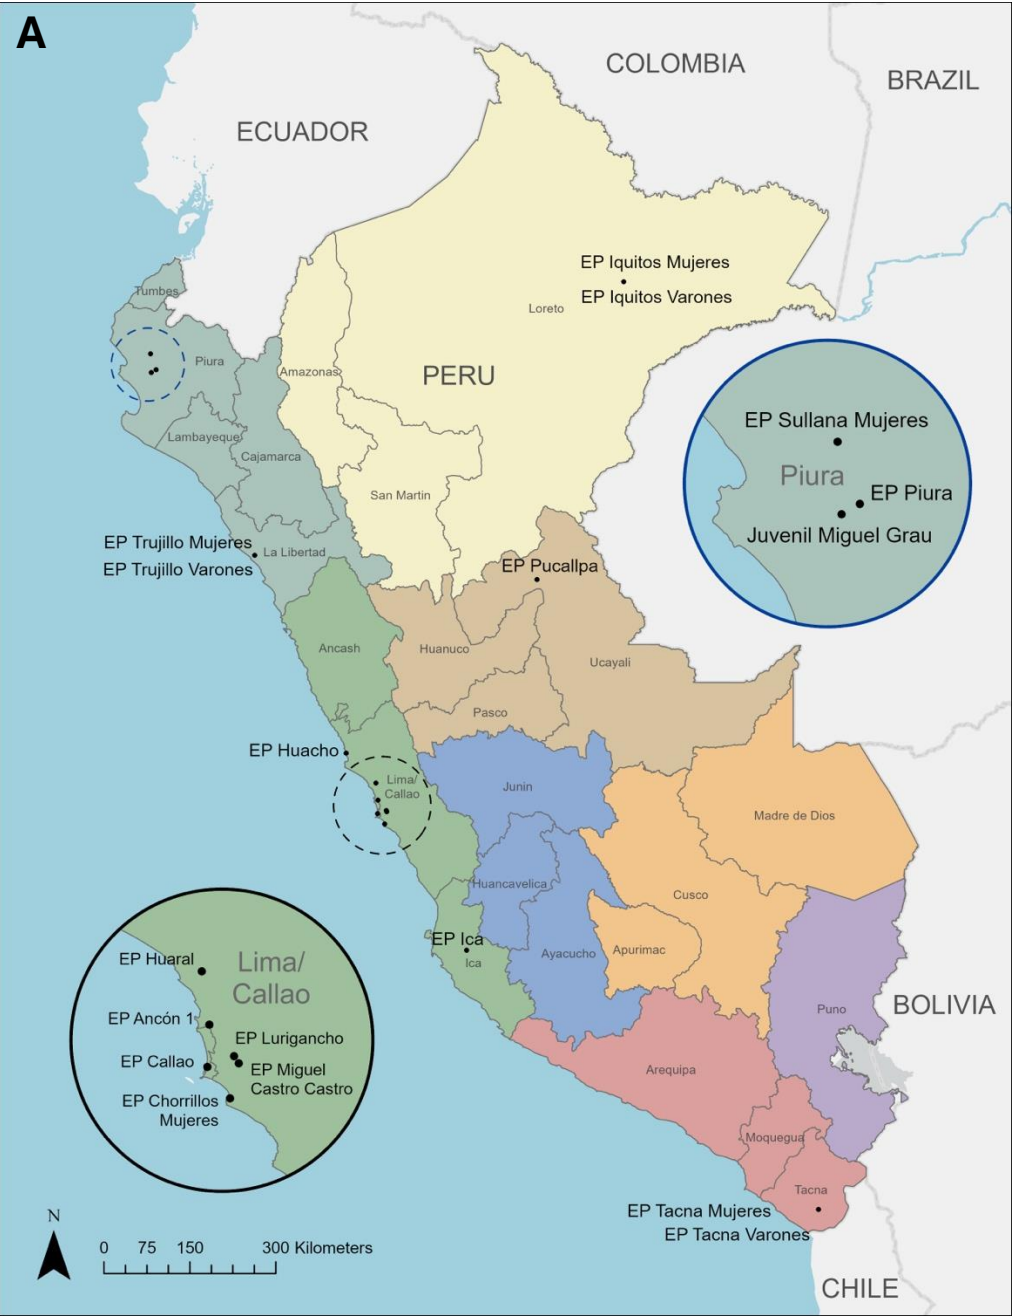 A
COLOMBIA
BRAZIL
ECUADOR
EP Iquitos Mujeres
EP Iquitos Varones
Loreto
Tumbes
Piura
Amazonas
PERU
Lambayeque
Cajamarca
San Martin
EP Sullana Mujeres
Piura
EP Piura
Juvenil Miguel Grau
EP Trujillo Mujeres
EP Trujillo Varones
La Libertad
EP Pucallpa
Ancash
Huanuco
Ucayali
Pasco
EP Huacho
Lima/
Callao
Junin
Madre de Dios
Huancavelica
Cusco
EP Ica
Ica
Ayacucho
Apurimac
Puno
BOLIVIA
EP Huaral
Lima/
Callao
EP Ancón 1
EP Lurigancho
EP Callao
EP Miguel
Castro Castro
EP Chorrillos
Mujeres
Arequipa
Moquegua
Tacna
EP Tacna Mujeres
EP Tacna Varones
N
0 75 150 300 Kilometers
CHILE